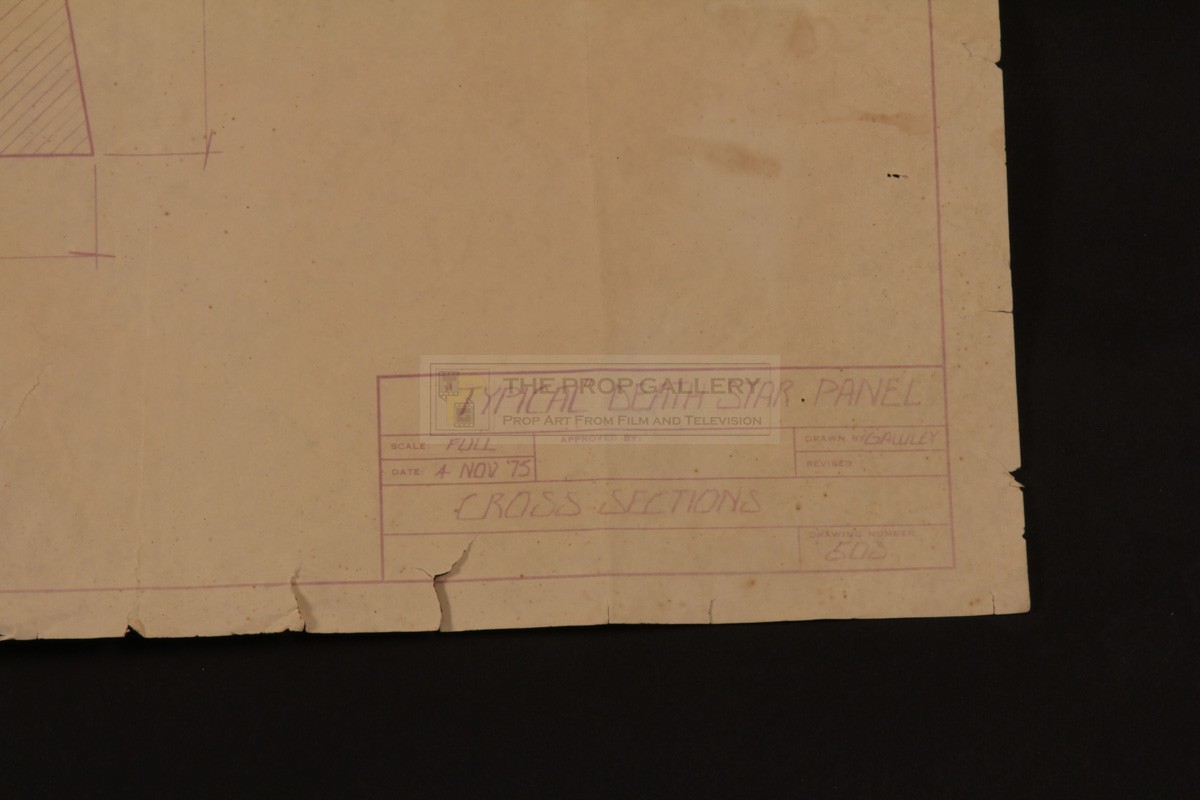 THE PROP GALLERY
PROP ART FROM FILM AND TELEVISION
TYPICAL DEATH STAR PANEL
SCALE: FULL
APPROVED BY:
DRAWN BY GAWLEY
DATE: 4 NOV '75
REVISED
CROSS SECTIONS
DRAWING NUMBER